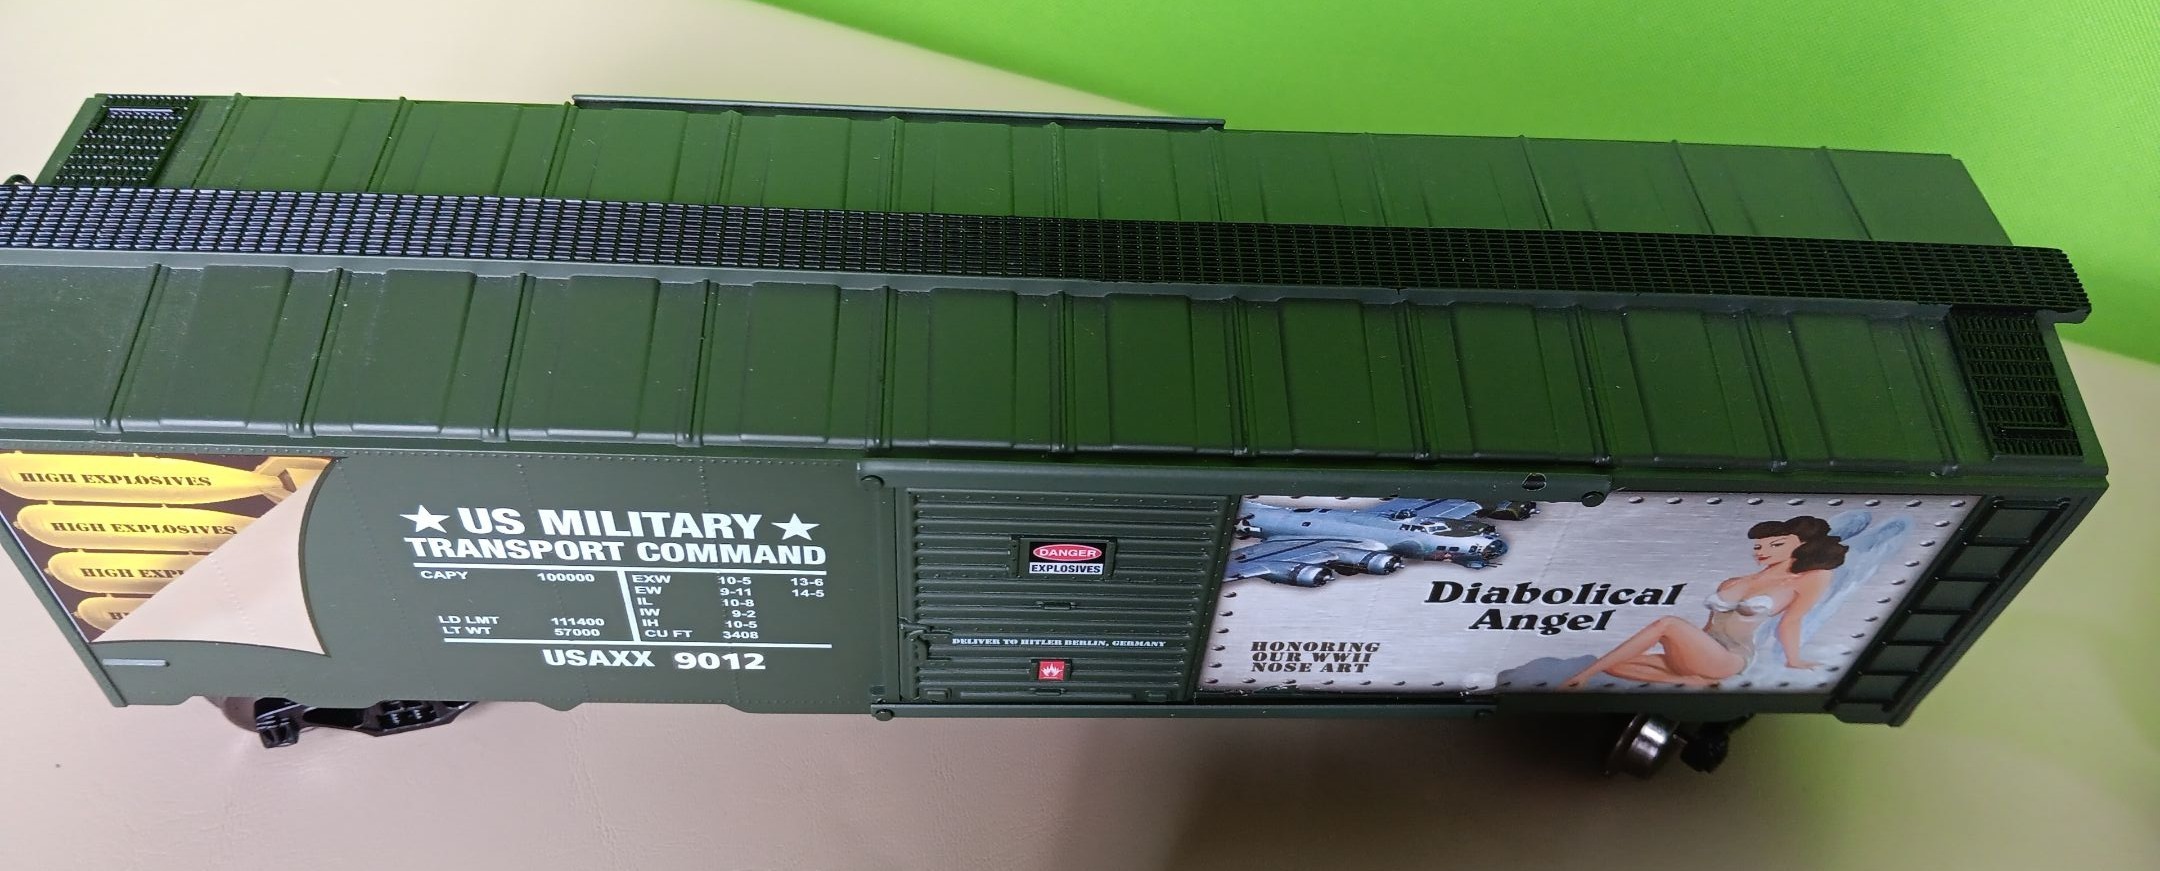 HIGH EXPLOSIVES
HIGH EXPLOSIVES
HIGH EXPL
H
US MILITARY
TRANSPORT COMMAND
CAPY 100000
LD LMT 111400
LT WT 57000
EXW 10-5 13-6
EW 9-11 14-5
IL 10-8
IW 9-2
IH 10-5
CU FT 3408
USAXX 9012
DANGER
EXPLOSIVES
DELIVER TO HITLER BERLIN, GERMANY
Diabolical
Angel
HONORING
OUR WWII
NOSE ART